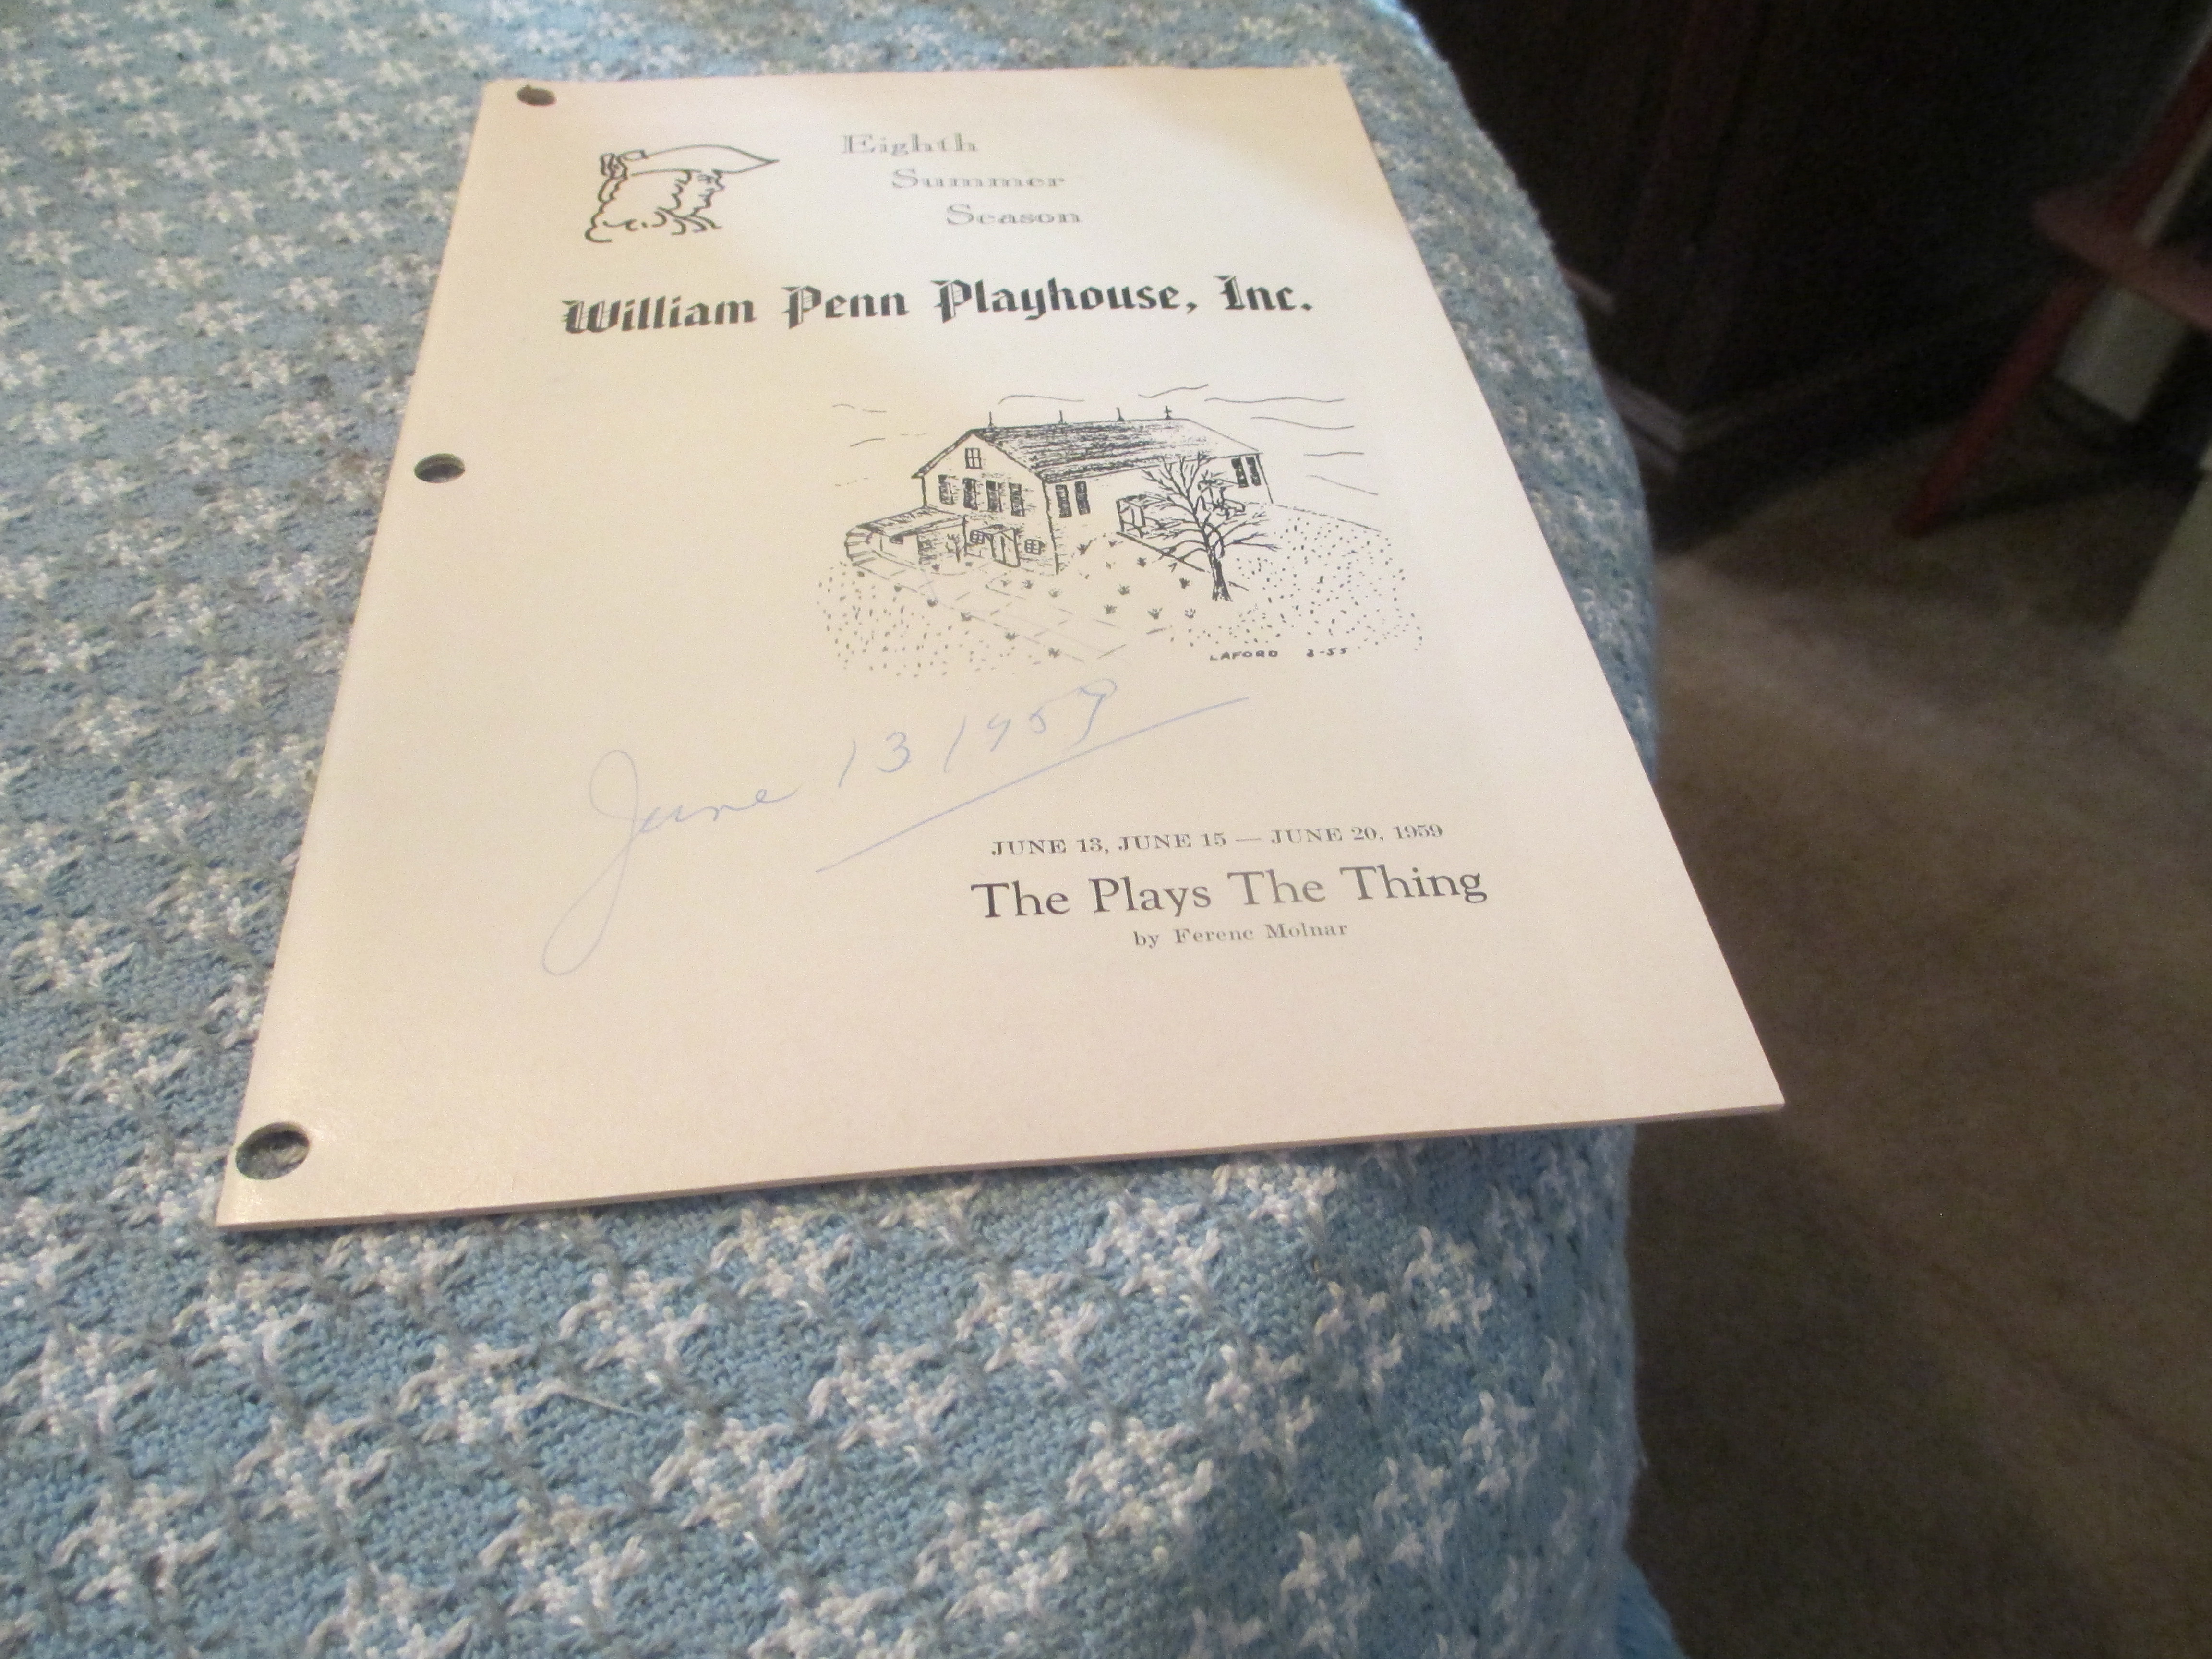 Eighth
Summer
Season
William Penn Playhouse, Inc.
LAFORD 2-55
June 13 1959
JUNE 13, JUNE 15 — JUNE 20, 1959
The Plays The Thing
by Ferenc Molnar